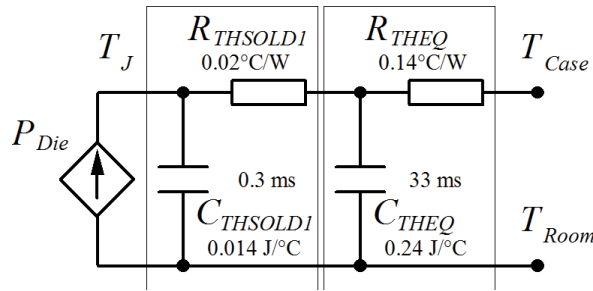 T_J
R_THSOLD1
0.02°C/W
R_THEQ
0.14°C/W
T_Case
P_Die
0.3 ms
33 ms
C_THSOLD1
0.014 J/°C
C_THEQ
0.24 J/°C
T_Room